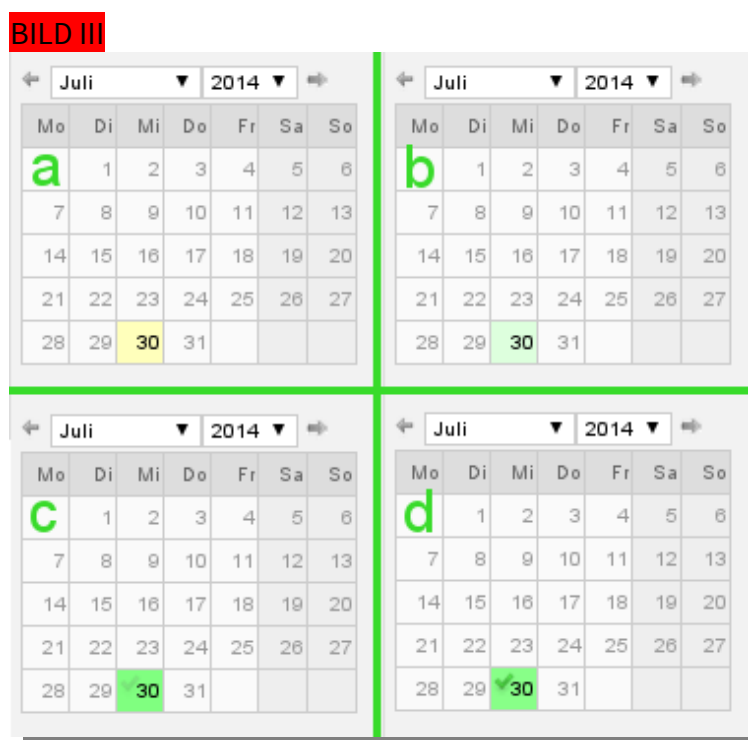 BILD III
Juli ▼ 2014 ▼
Mo Di Mi Do Fr Sa So
a 1 2 3 4 5 6
7 8 9 10 11 12 13
14 15 16 17 18 19 20
21 22 23 24 25 26 27
28 29 30 31
Juli ▼ 2014 ▼
Mo Di Mi Do Fr Sa So
b 1 2 3 4 5 6
7 8 9 10 11 12 13
14 15 16 17 18 19 20
21 22 23 24 25 26 27
28 29 30 31
Juli ▼ 2014 ▼
Mo Di Mi Do Fr Sa So
c 1 2 3 4 5 6
7 8 9 10 11 12 13
14 15 16 17 18 19 20
21 22 23 24 25 26 27
28 29 30 31
Juli ▼ 2014 ▼
Mo Di Mi Do Fr Sa So
d 1 2 3 4 5 6
7 8 9 10 11 12 13
14 15 16 17 18 19 20
21 22 23 24 25 26 27
28 29 30 31